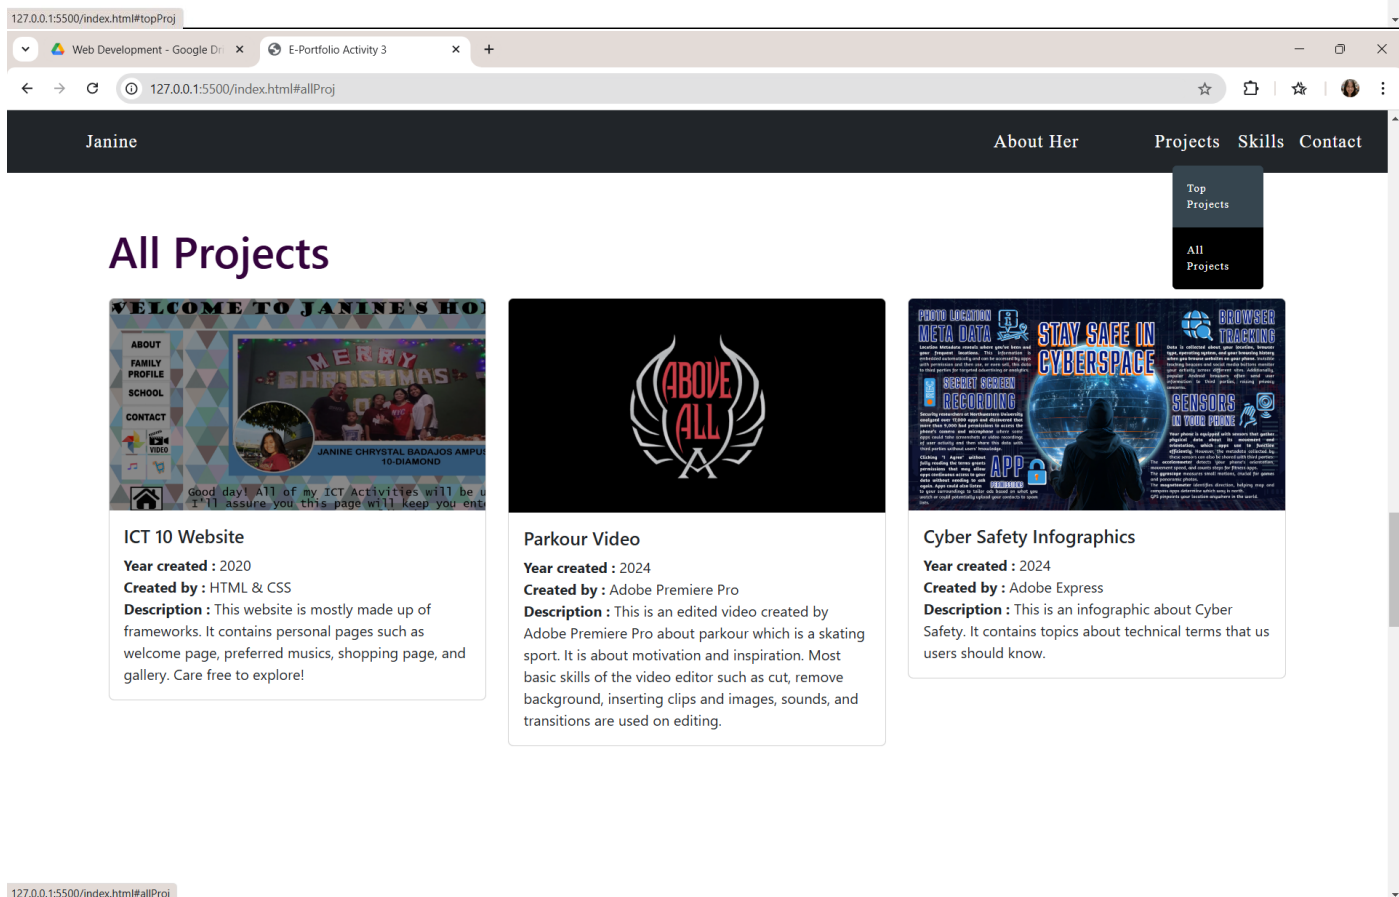 127.0.0.1:5500/index.html#topProj
Web Development - Google Dri
E-Portfolio Activity 3
127.0.0.1:5500/index.html#allProj
Janine
About Her
Projects
Skills
Contact
Top
Projects
All
Projects
All Projects
WELCOME TO JANINE'S HO
ABOUT
FAMILY
PROFILE
SCHOOL
CONTACT
VIDEO
MERRY
JANINE CHRYSTAL BADAJOS AMPUS
10-DIAMOND
Good day! All of my ICT Activities will be u
I'll assure you this page will keep you ente
ICT 10 Website
Year created : 2020
Created by : HTML & CSS
Description : This website is mostly made up of
frameworks. It contains personal pages such as
welcome page, preferred musics, shopping page, and
gallery. Care free to explore!
ABOVE
ALL
Parkour Video
Year created : 2024
Created by : Adobe Premiere Pro
Description : This is an edited video created by
Adobe Premiere Pro about parkour which is a skating
sport. It is about motivation and inspiration. Most
basic skills of the video editor such as cut, remove
background, inserting clips and images, sounds, and
transitions are used on editing.
PHOTO LOCATION
META DATA
STAY SAFE IN
CYBERSPACE
BROWSER
TRACKING
SECRET SCREEN
RECORDING
SENSORS
IN YOUR PHONE
APP
PERMISSIONS
Cyber Safety Infographics
Year created : 2024
Created by : Adobe Express
Description : This is an infographic about Cyber
Safety. It contains topics about technical terms that us
users should know.
127.0.0.1:5500/index.html#allProj